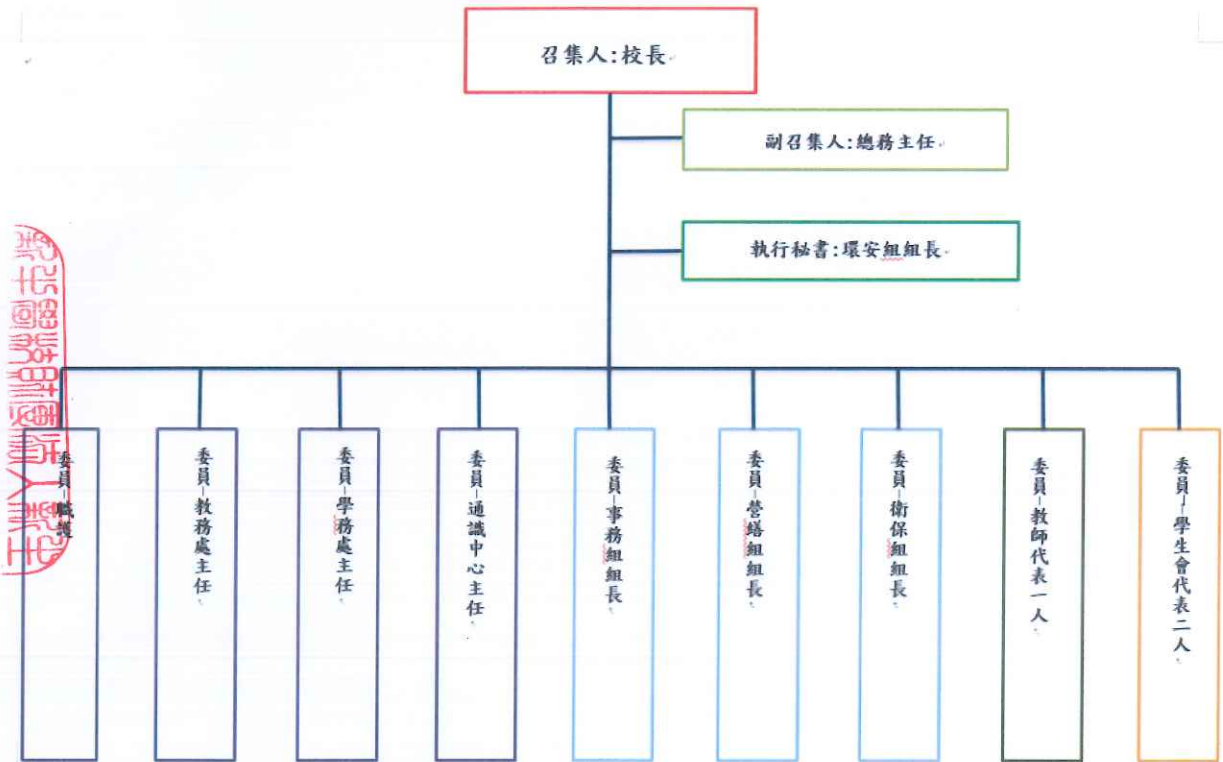 召集人:校長
副召集人:總務主任
執行秘書:環安組組長
委員-職護
委員-教務處主任
委員-學務處主任
委員-通識中心主任
委員-事務組組長
委員-營繕組組長
委員-衛保組組長
委員-教師代表一人
委員-學生會代表二人